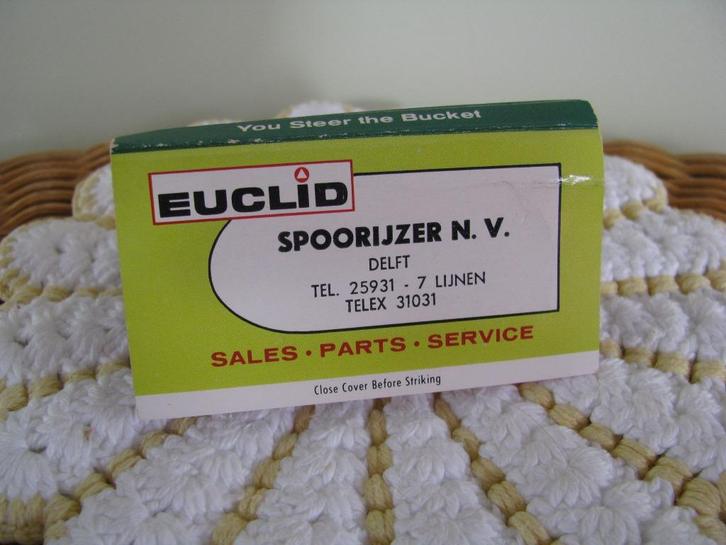 You Steer the Bucket
EUCLID
SPOORIJZER N. V.
DELFT
TEL. 25931 - 7 LIJNEN
TELEX 31031
SALES · PARTS · SERVICE
Close Cover Before Striking